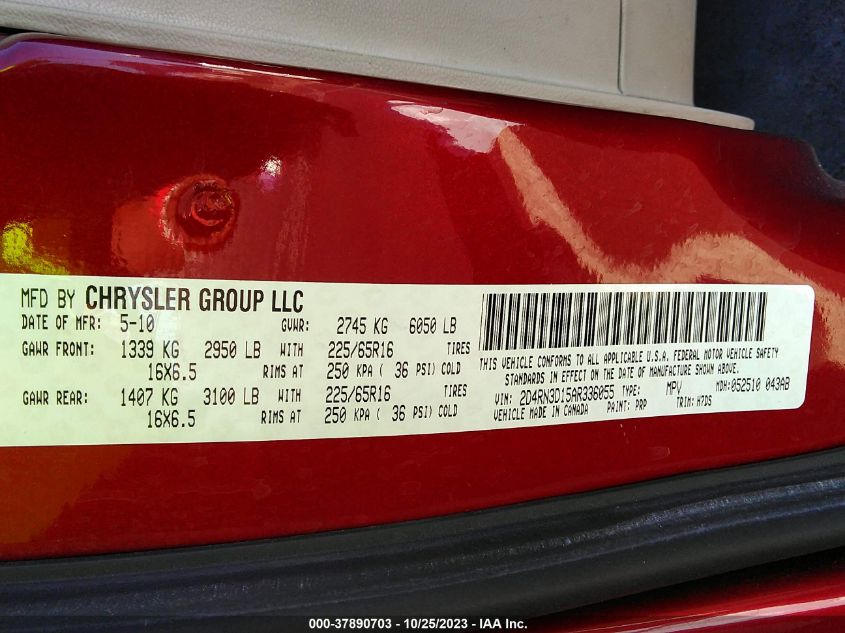 MFD BY CHRYSLER GROUP LLC
DATE OF MFR: 5-10 GVWR: 2745 KG 6050 LB
GAWR FRONT: 1339 KG 2950 LB WITH 225/65R16 TIRES
16X6.5 RIMS AT 250 KPA ( 36 PSI) COLD
GAWR REAR: 1407 KG 3100 LB WITH 225/65R16 TIRES
16X6.5 RIMS AT 250 KPA ( 36 PSI) COLD
THIS VEHICLE CONFORMS TO ALL APPLICABLE U.S.A. FEDERAL MOTOR VEHICLE SAFETY
STANDARDS IN EFFECT ON THE DATE OF MANUFACTURE SHOWN ABOVE.
VIN: 2D4RN3D15AR336055 TYPE: MPV MDH:052510 043AB
VEHICLE MADE IN CANADA PAINT: PRP TRIM: H7DS
000-37890703 - 10/25/2023 - IAA Inc.